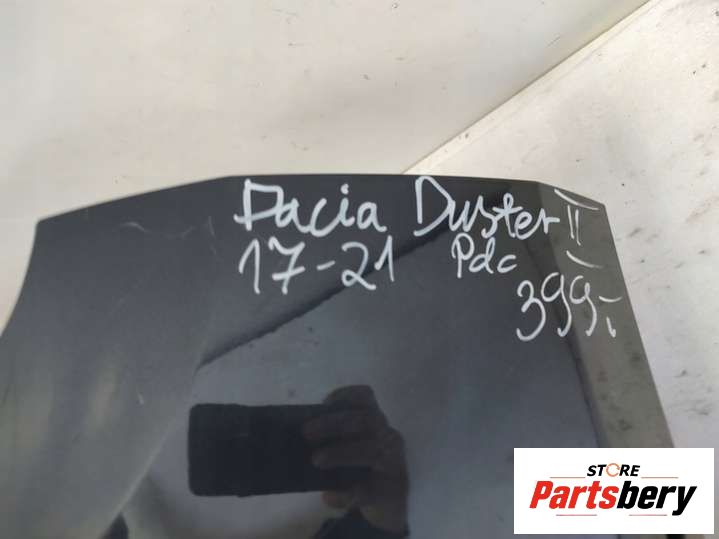 Dacia Duster II
17-21 Pdc
399,-
STORE
Partsbery